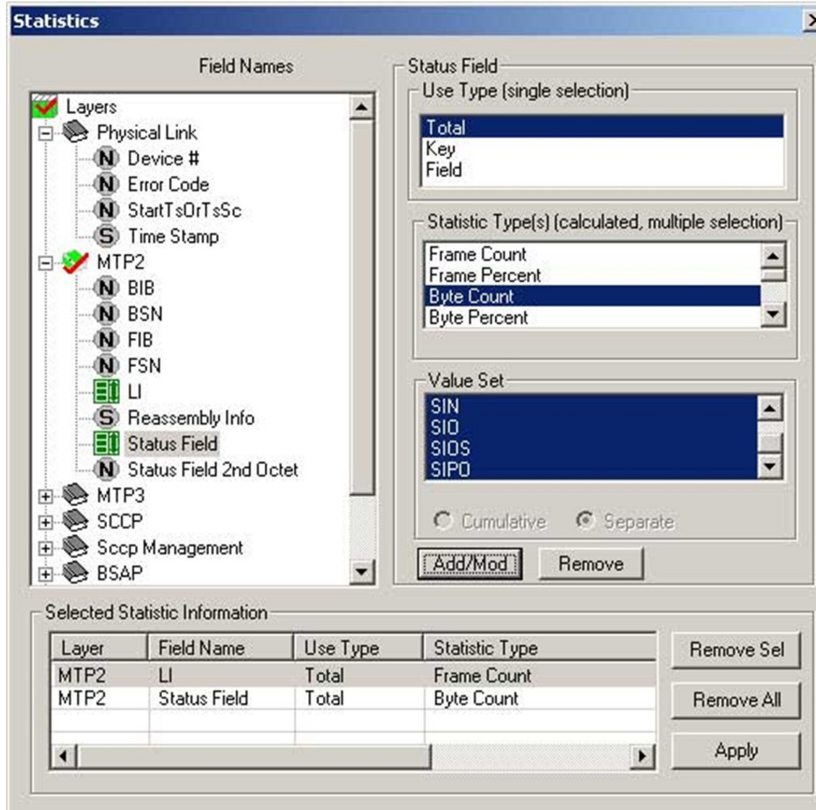 Statistics
Field Names
Layers
Physical Link
N Device #
N Error Code
N StartTsOrTsSc
S Time Stamp
MTP2
N BIB
N BSN
N FIB
N FSN
LI
S Reassembly Info
Status Field
N Status Field 2nd Octet
MTP3
SCCP
Sccp Management
BSAP
Status Field
Use Type (single selection)
Total
Key
Field
Statistic Type(s) (calculated, multiple selection)
Frame Count
Frame Percent
Byte Count
Byte Percent
Value Set
SIN
SIO
SIOS
SIPO
Cumulative Separate
Add/Mod Remove
Selected Statistic Information
Layer Field Name Use Type Statistic Type
MTP2 LI Total Frame Count
MTP2 Status Field Total Byte Count
Remove Sel
Remove All
Apply